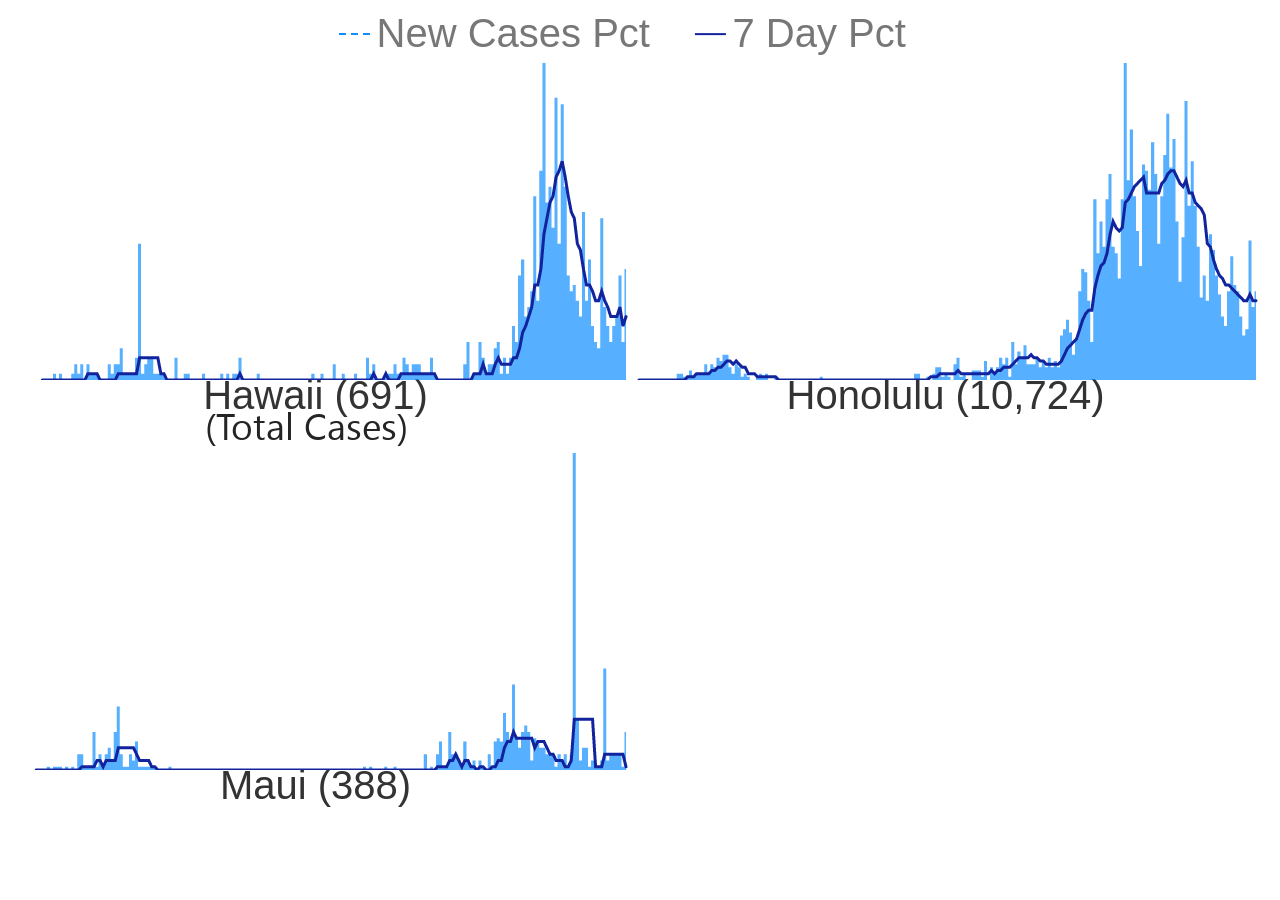 New Cases Pct 7 Day Pct
Hawaii (691)
(Total Cases)
Honolulu (10,724)
Maui (388)